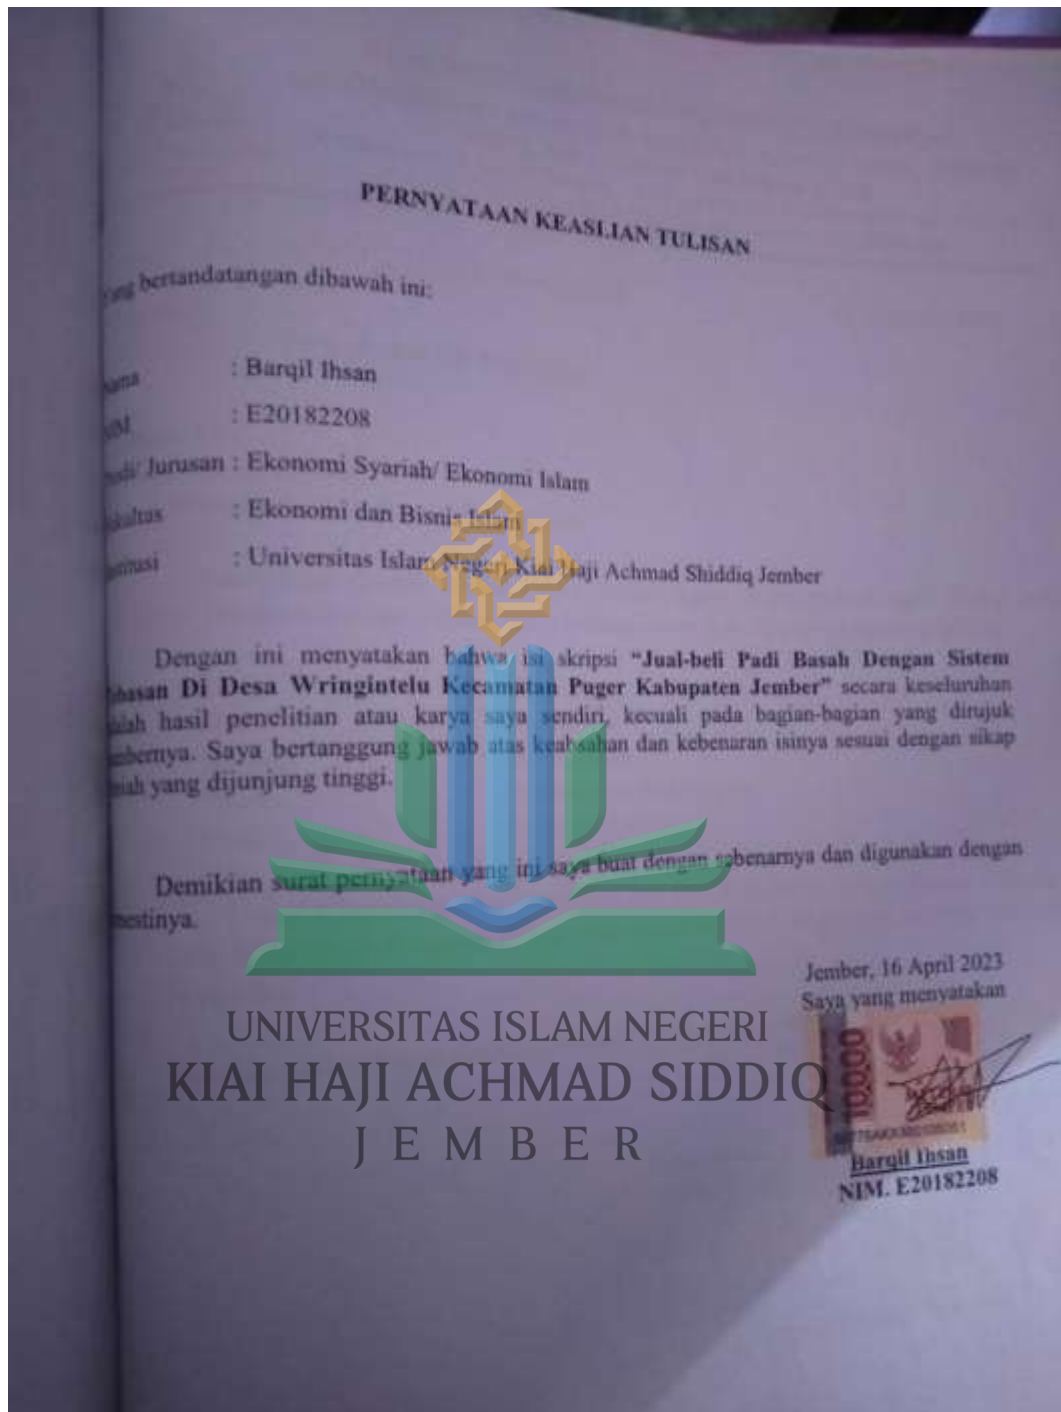 PERNYATAAN KEASLIAN TULISAN
bertandatangan dibawah ini:
: Barqil Ihsan
: E20182208
Jurusan : Ekonomi Syariah/ Ekonomi Islam
: Ekonomi dan Bisnis Islam
: Universitas Islam Negeri Kiai Haji Achmad Shiddiq Jember
Dengan ini menyatakan bahwa isi skripsi "Jual-beli Padi Basah Dengan Sistem
Di Desa Wringintelu Kecamatan Puger Kabupaten Jember" secara keseluruhan
hasil penelitian atau karya saya sendiri, kecuali pada bagian-bagian yang dirujuk
Saya bertanggung jawab atas keabsahan dan kebenaran isinya sesuai dengan sikap
yang dijunjung tinggi.
Demikian surat pernyataan yang ini saya buat dengan sebenarnya dan digunakan dengan
Jember, 16 April 2023
Saya yang menyatakan
10000
Barqil Ihsan
NIM. E20182208
UNIVERSITAS ISLAM NEGERI
KIAI HAJI ACHMAD SIDDIQ
JEMBER